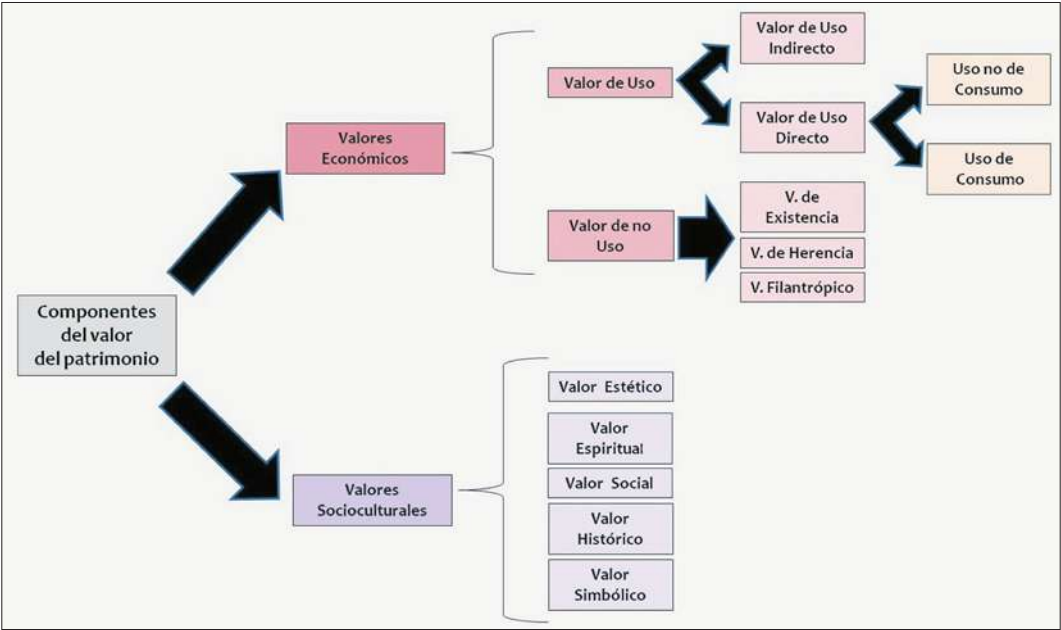 Componentes
del valor
del patrimonio
Valores
Económicos
Valor de Uso
Valor de Uso
Indirecto
Valor de Uso
Directo
Uso no de
Consumo
Uso de
Consumo
Valor de no
Uso
V. de
Existencia
V. de Herencia
V. Filantrópico
Valores
Socioculturales
Valor Estético
Valor
Espiritual
Valor Social
Valor
Histórico
Valor
Simbólico